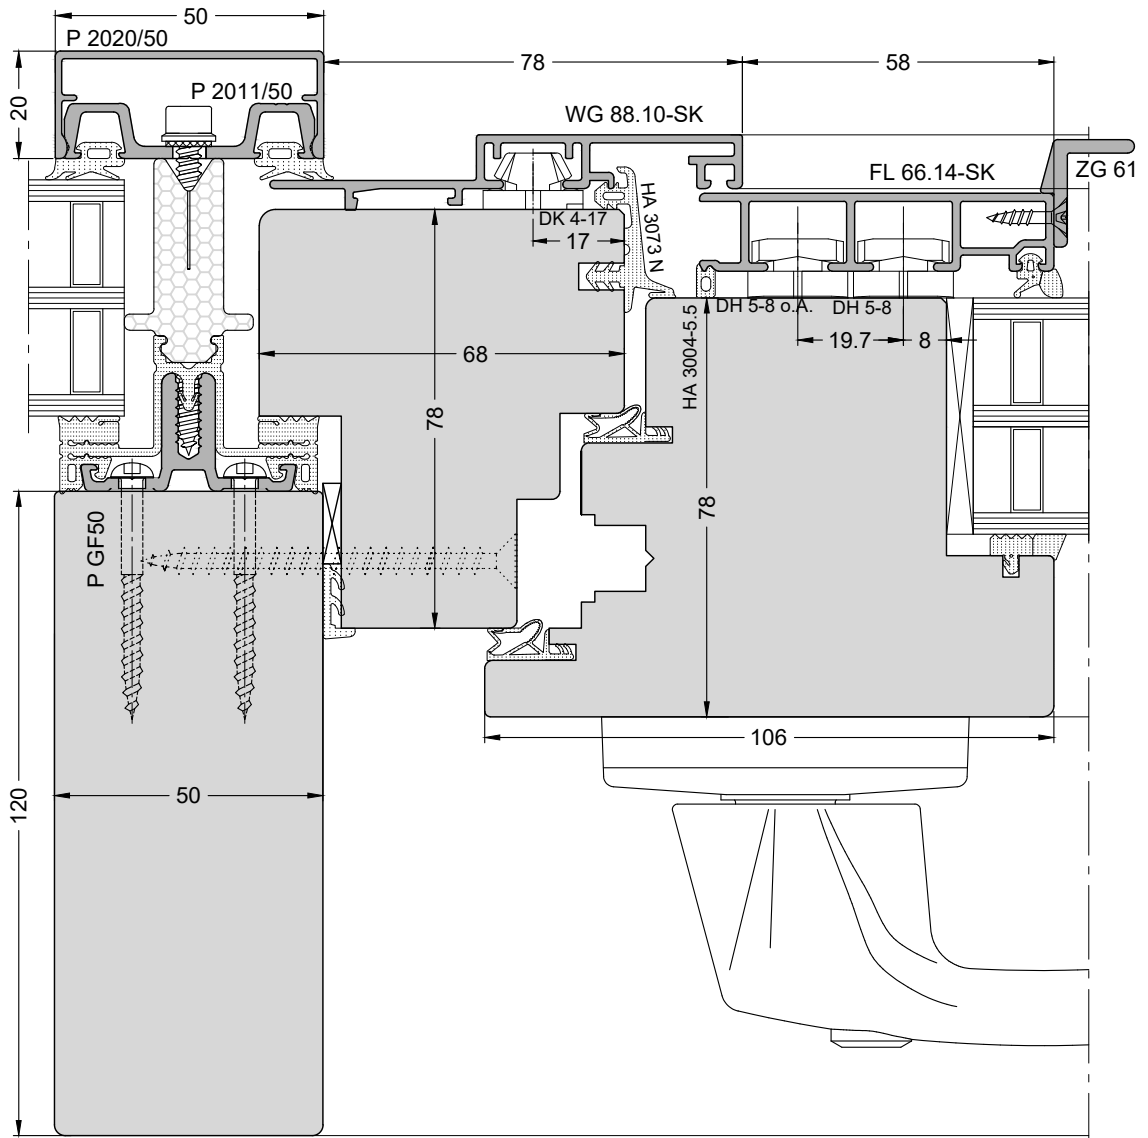 50
P 2020/50
78
58
20
P 2011/50
WG 88.10-SK
FL 66.14-SK
ZG 61
DK 4-17
17
HA 3073 N
78
DH 5-8 o.A.
DH 5-8
19.7
8
68
HA 3004-5.5
78
P GF50
106
50
120